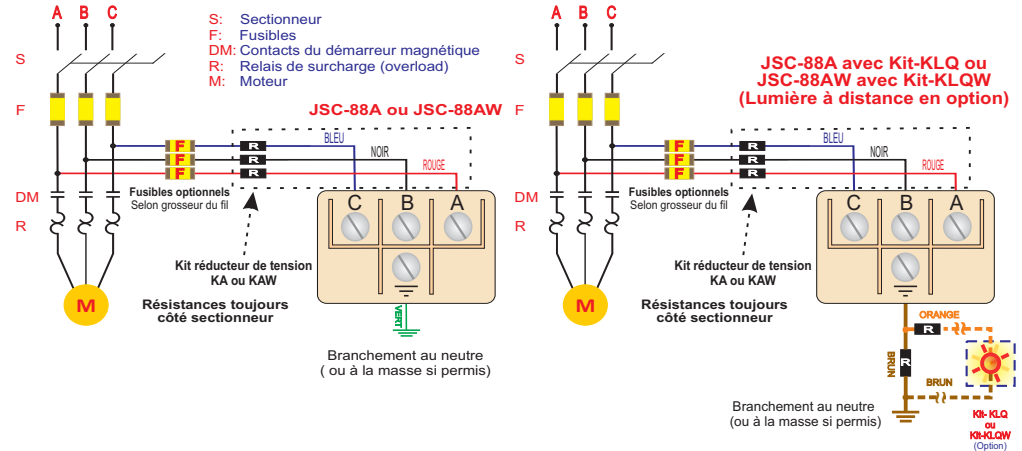 A B C
S: Sectionneur
F: Fusibles
DM: Contacts du démarreur magnétique
R: Relais de surcharge (overload)
M: Moteur
S
F
JSC-88A ou JSC-88AW
BLEU
NOIR
ROUGE
F
F
F
R
R
R
DM
R
Fusibles optionnels
Selon grosseur du fil
C B A
Kit réducteur de tension
KA ou KAW
M
Résistances toujours
côté sectionneur
VERT
Branchement au neutre
( ou à la masse si permis)
A B C
S
F
JSC-88A avec Kit-KLQ ou
JSC-88AW avec Kit-KLQW
(Lumière à distance en option)
BLEU
NOIR
ROUGE
F
F
F
R
R
R
DM
R
Fusibles optionnels
Selon grosseur du fil
C B A
Kit réducteur de tension
KA ou KAW
M
Résistances toujours
côté sectionneur
ORANGE
R
BRUN
R
BRUN
Branchement au neutre
(ou à la masse si permis)
Kit- KLQ
ou
Kit-KLQW
(Option)